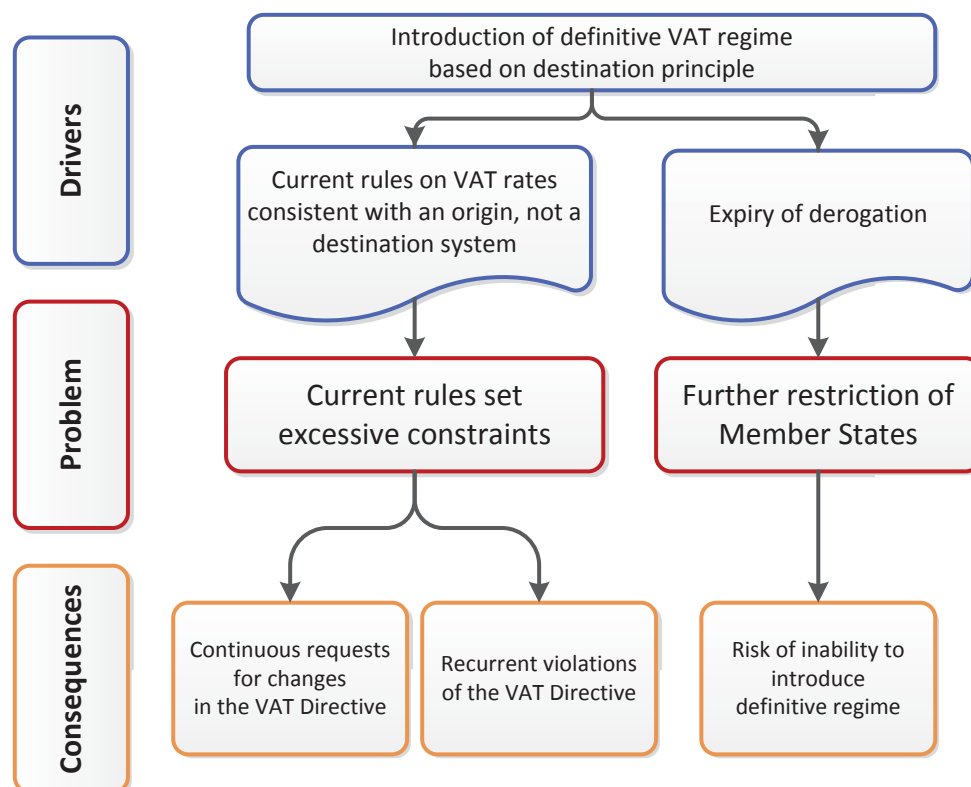 Drivers
Introduction of definitive VAT regime
based on destination principle
Current rules on VAT rates
consistent with an origin, not a
destination system
Expiry of derogation
Problem
Current rules set
excessive constraints
Further restriction of
Member States
Consequences
Continuous requests
for changes
in the VAT Directive
Recurrent violations
of the VAT Directive
Risk of inability to
introduce
definitive regime